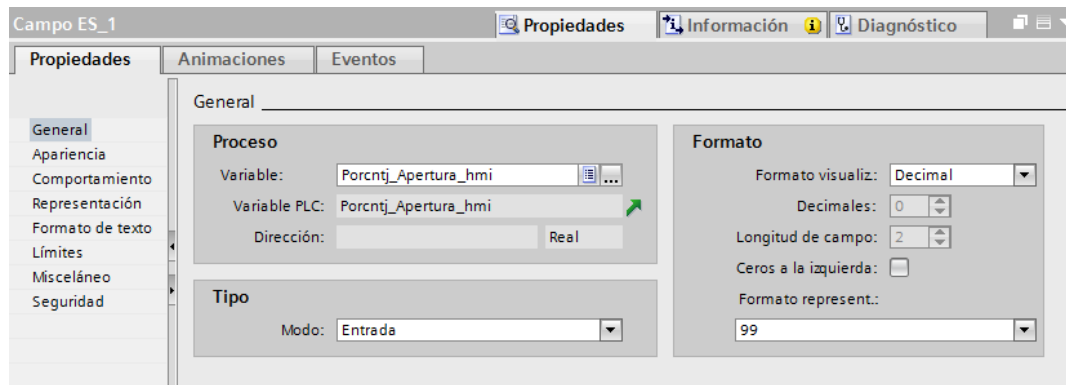 Campo ES_1 Propiedades Información Diagnóstico
Propiedades Animaciones Eventos
General
General
Apariencia
Comportamiento
Representación
Formato de texto
Límites
Misceláneo
Seguridad
Proceso
Variable: Porcntj_Apertura_hmi ...
Variable PLC: Porcntj_Apertura_hmi
Dirección: Real
Tipo
Modo: Entrada
Formato
Formato visualiz.: Decimal
Decimales: 0
Longitud de campo: 2
Ceros a la izquierda:
Formato represent.:
99